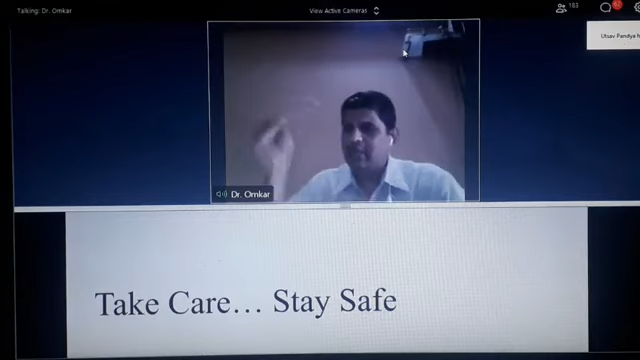 Talking: Dr. Omkar
View Active Cameras
183
Utsav Pandya h
Dr. Omkar
Take Care... Stay Safe